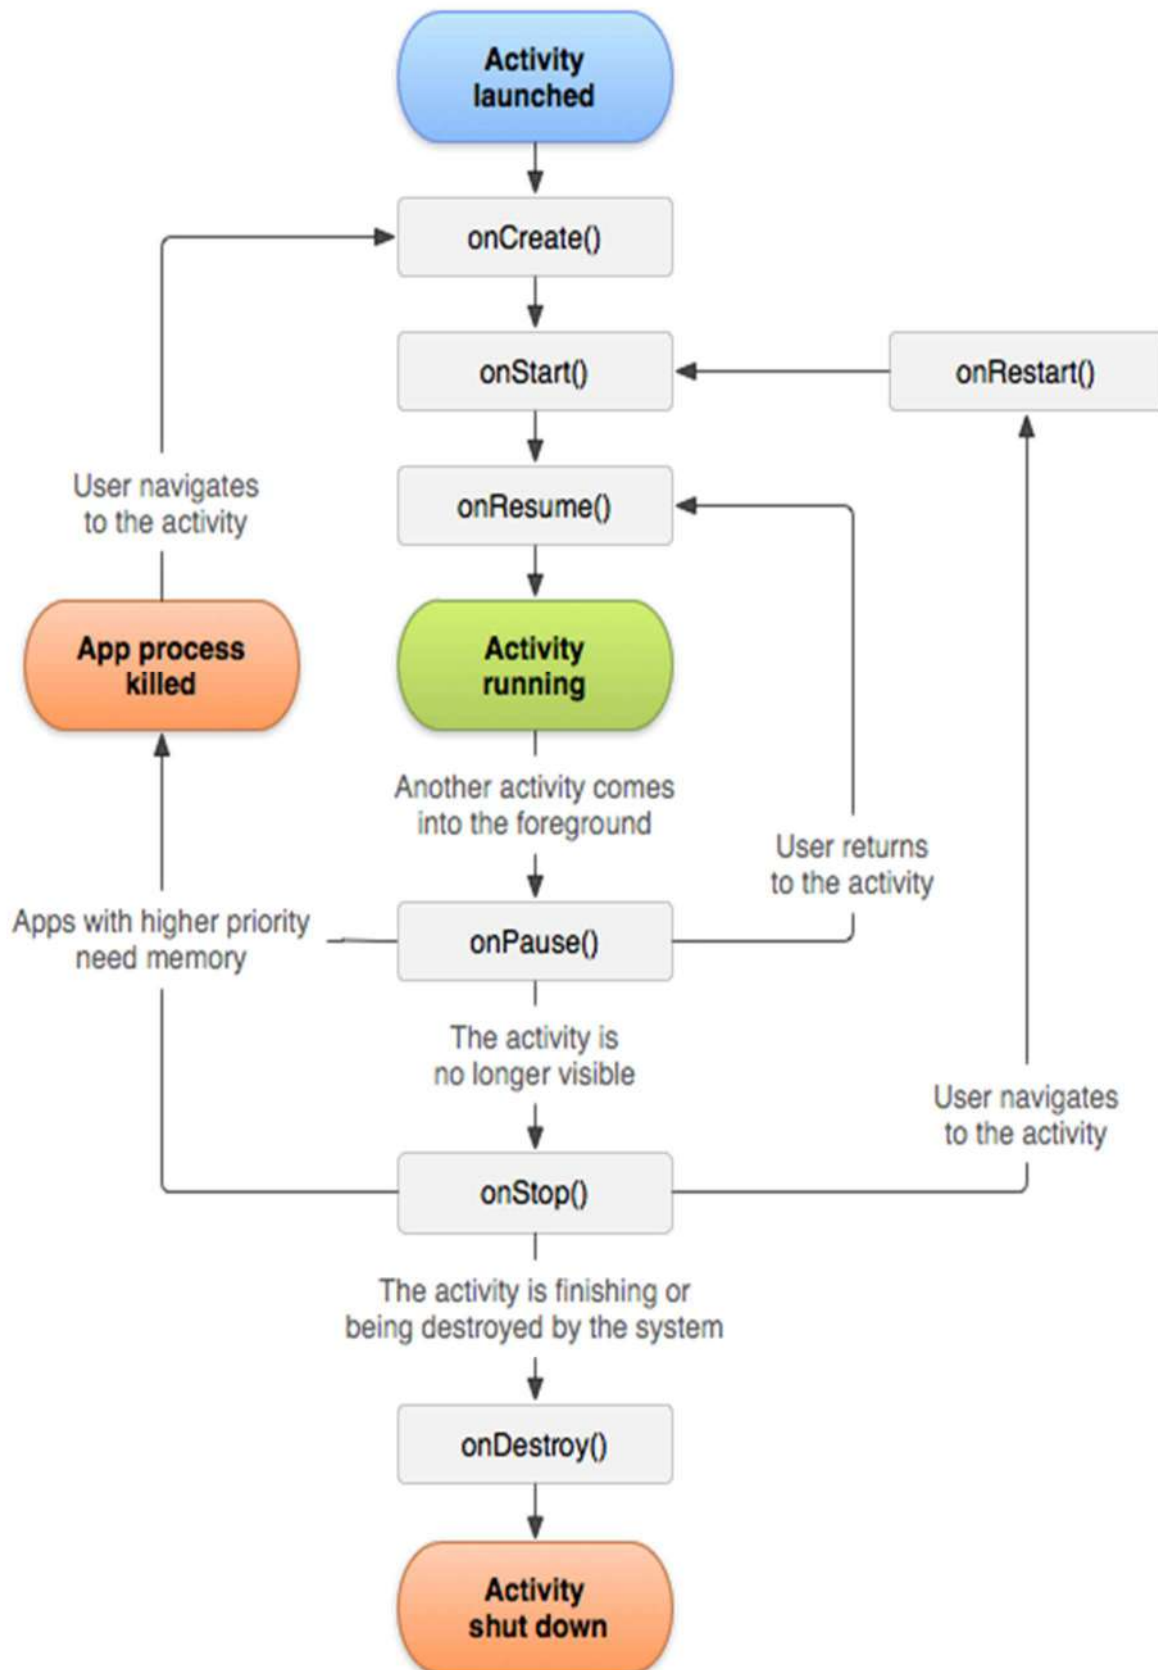 Activity
launched
onCreate()
onStart()
onRestart()
User navigates
to the activity
onResume()
App process
killed
Activity
running
Another activity comes
into the foreground
User returns
to the activity
Apps with higher priority
need memory
onPause()
The activity is
no longer visible
User navigates
to the activity
onStop()
The activity is finishing or
being destroyed by the system
onDestroy()
Activity
shut down